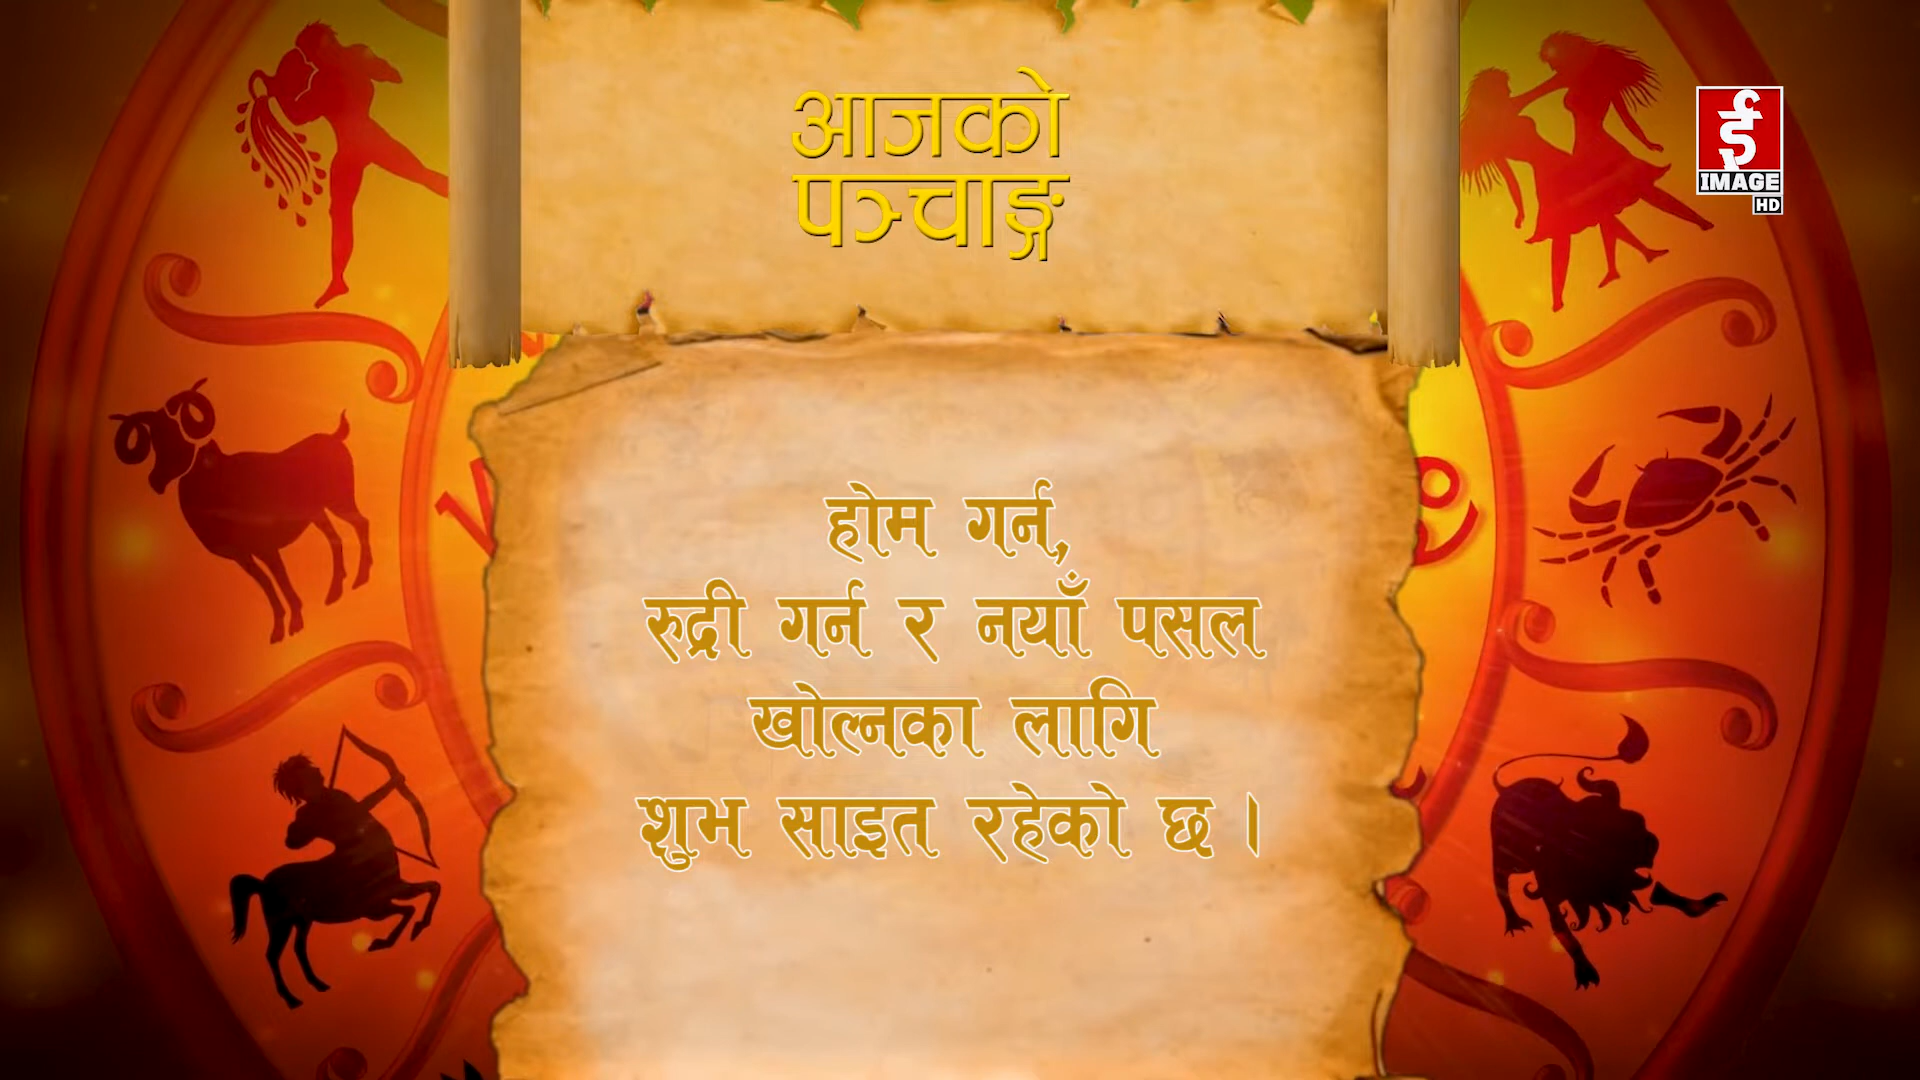 आजको
पञ्चाङ्ग
IMAGE
HD
होम गर्न,
रुद्री गर्न र नयाँ पसल
खोल्नका लागि
शुभ साइत रहेको छ ।